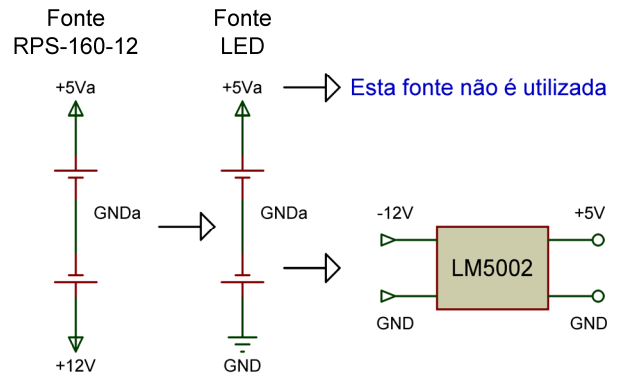 Fonte
RPS-160-12
Fonte
LED
+5Va
+5Va
Esta fonte não é utilizada
GNDa
GNDa
-12V
+5V
LM5002
GND
GND
+12V
GND